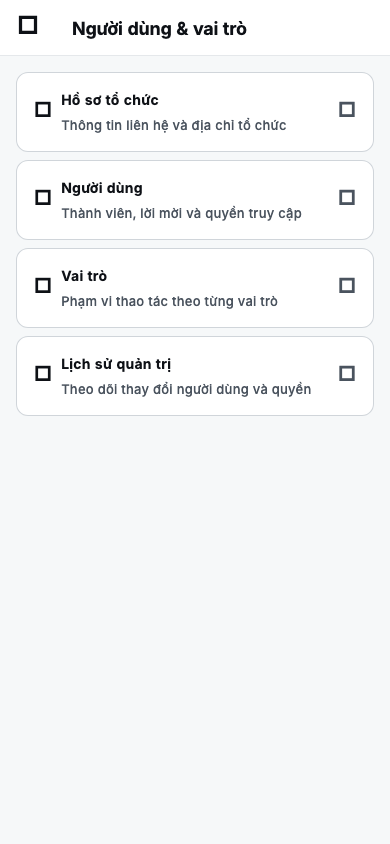 Người dùng & vai trò
Hồ sơ tổ chức
Thông tin liên hệ và địa chỉ tổ chức
Người dùng
Thành viên, lời mời và quyền truy cập
Vai trò
Phạm vi thao tác theo từng vai trò
Lịch sử quản trị
Theo dõi thay đổi người dùng và quyền